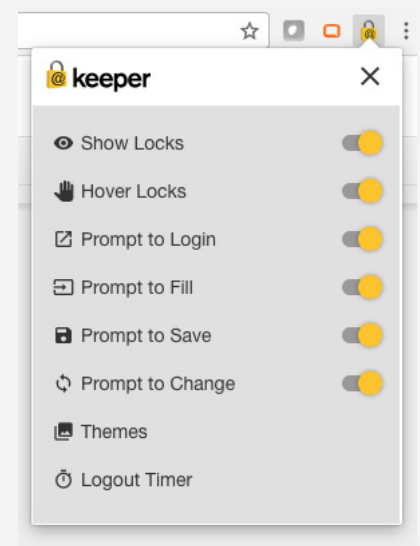 keeper
Show Locks
Hover Locks
Prompt to Login
Prompt to Fill
Prompt to Save
Prompt to Change
Themes
Logout Timer